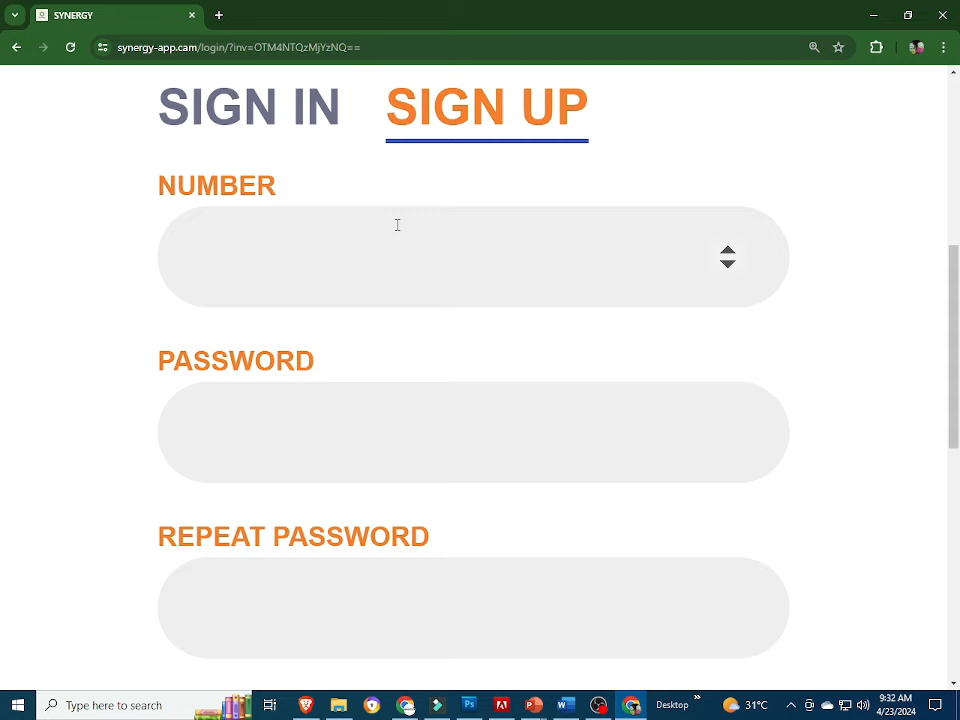 SYNERGY
synergy-app.cam/login/?inv=OTM4NTQzMjYzNQ==
SIGN IN SIGN UP
NUMBER
PASSWORD
REPEAT PASSWORD
Type here to search
Desktop
31°C
9:32 AM
4/23/2024